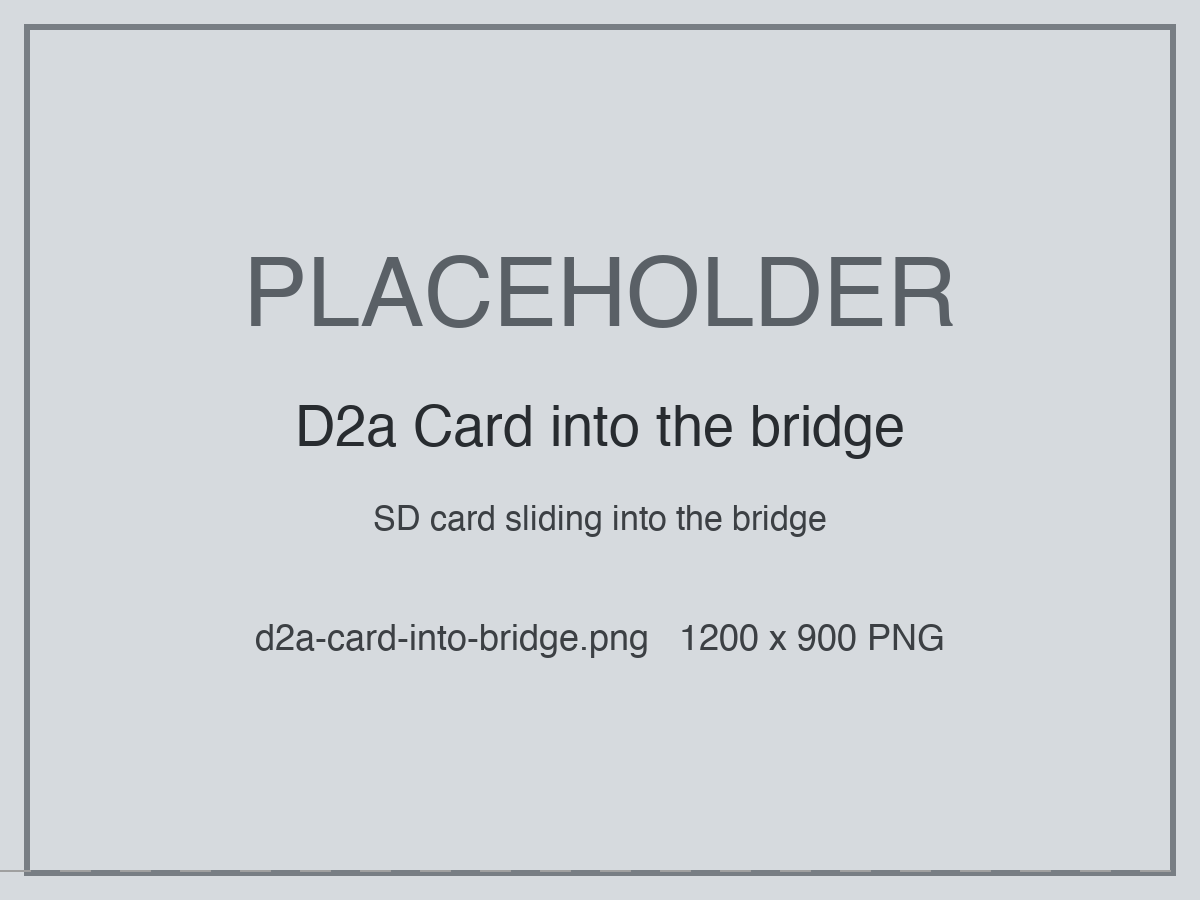 PLACEHOLDER
D2a Card into the bridge
SD card sliding into the bridge
d2a-card-into-bridge.png 1200 x 900 PNG